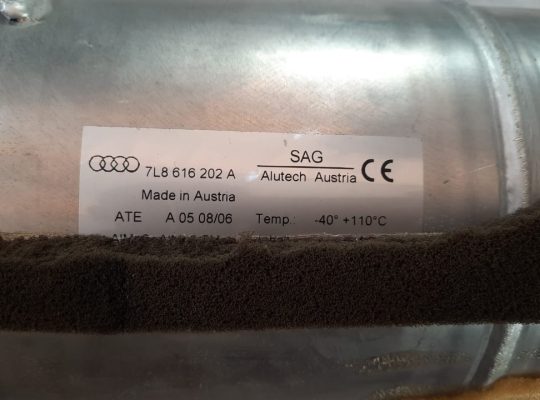 7L8 616 202 A
SAG
Alutech Austria CE
Made in Austria
ATE A 05 08/06 Temp.: -40° +110°C